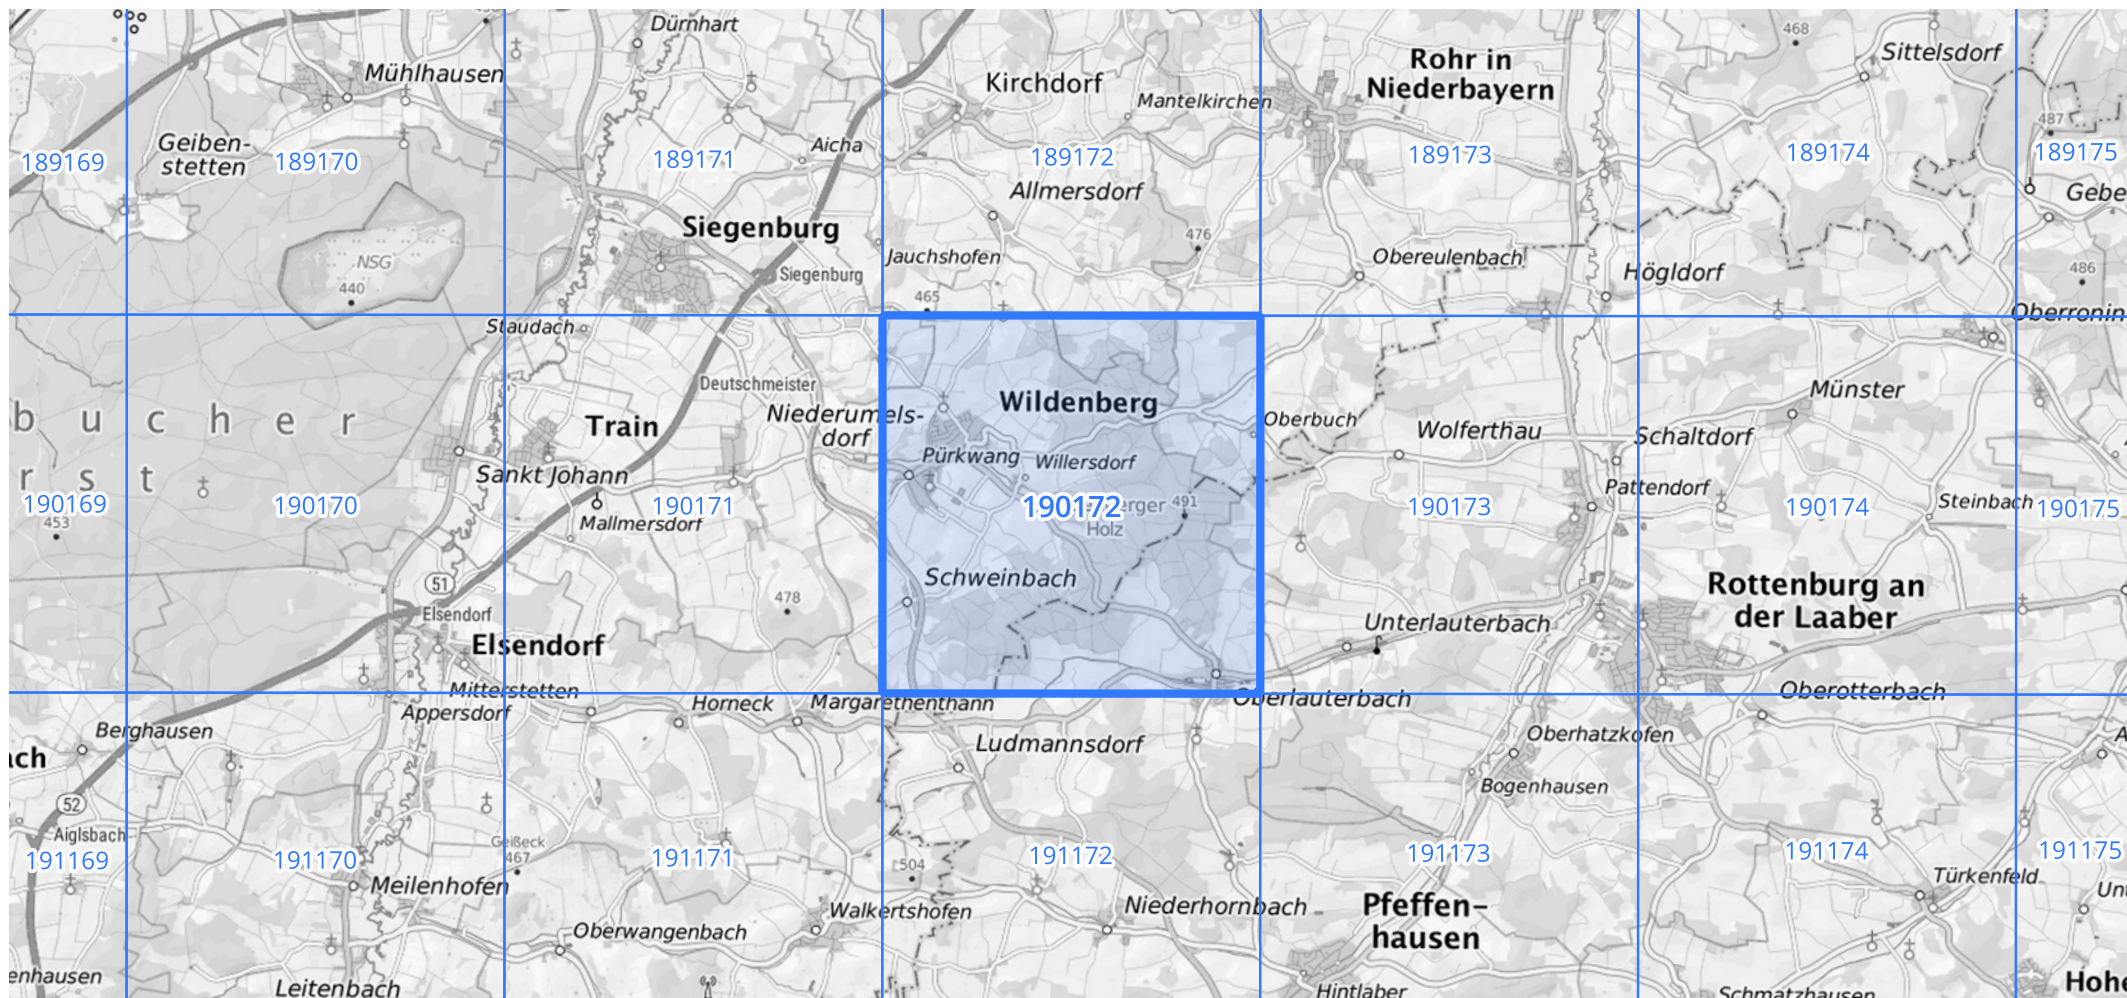 Dürnhart
Mühlhausen
Kirchdorf
Mantelkirchen
Rohr in
Niederbayern
468
Sittelsdorf
487
Geiben-
stetten
Aicha
189169
189170
189171
189172
189173
189174
189175
Allmersdorf
Gebe
Siegenburg
476
NSG
440
Siegenburg
Jauchshofen
Obereulenbach
Högldorf
486
465
Oberronin
Staudach
Deutschmeister
Wildenberg
Münster
b u c h e r
Train
Niederumels-
dorf
Oberbuch
Wolferthau
Schaltdorf
r s t
Sankt Johann
Pürkwang
Willersdorf
Pattendorf
Steinbach
190169
190170
190171
190172
190173
190174
190175
453
Mallmersdorf
erger
Holz
491
51
Elsendorf
Elsendorf
478
Schweinbach
Unterlauterbach
Rottenburg an
der Laaber
Mitterstetten
Appersdorf
Horneck
Margarethenthann
Oberlauterbach
Oberotterbach
Berghausen
ach
Ludmannsdorf
Oberhatzkofen
A
52
Bogenhausen
Aiglsbach
Geißeck
467
504
191169
191170
191171
191172
191173
191174
191175
Meilenhofen
Türkenfeld
Unt
Walkertshofen
Niederhornbach
Pfeffen-
hausen
Oberwangenbach
enhausen
Leitenbach
Hintlaber
Schmatzhausen
Hoh